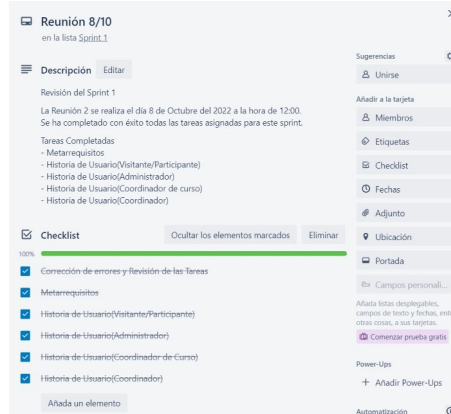 Reunión 8/10
en la lista Sprint 1
Descripción
Editar
Revisión del Sprint 1
La Reunión 2 se realiza el día 8 de Octubre del 2022 a la hora de 12:00.
Se ha completado con éxito todas las tareas asignadas para este sprint.
Tareas Completadas
- Metarrequisitos
- Historia de Usuario(Visitante/Participante)
- Historia de Usuario(Administrador)
- Historia de Usuario(Coordinador de curso)
- Historia de Usuario(Coordinador)
Checklist
Ocultar los elementos marcados
Eliminar
100%
Corrección de errores y Revisión de las Tareas
Metarrequisitos
Historia de Usuario(Visitante/Participante)
Historia de Usuario(Administrador)
Historia de Usuario(Coordinador de Curso)
Historia de Usuario(Coordinador)
Añada un elemento
Sugerencias
Unirse
Añadir a la tarjeta
Miembros
Etiquetas
Checklist
Fechas
Adjunto
Ubicación
Portada
Campos personali...
Añada listas desplegables,
campos de texto y fechas,
otras cosas, a sus tarjetas.
Comenzar prueba gratis
Power-Ups
+ Añadir Power-Ups
Automatización